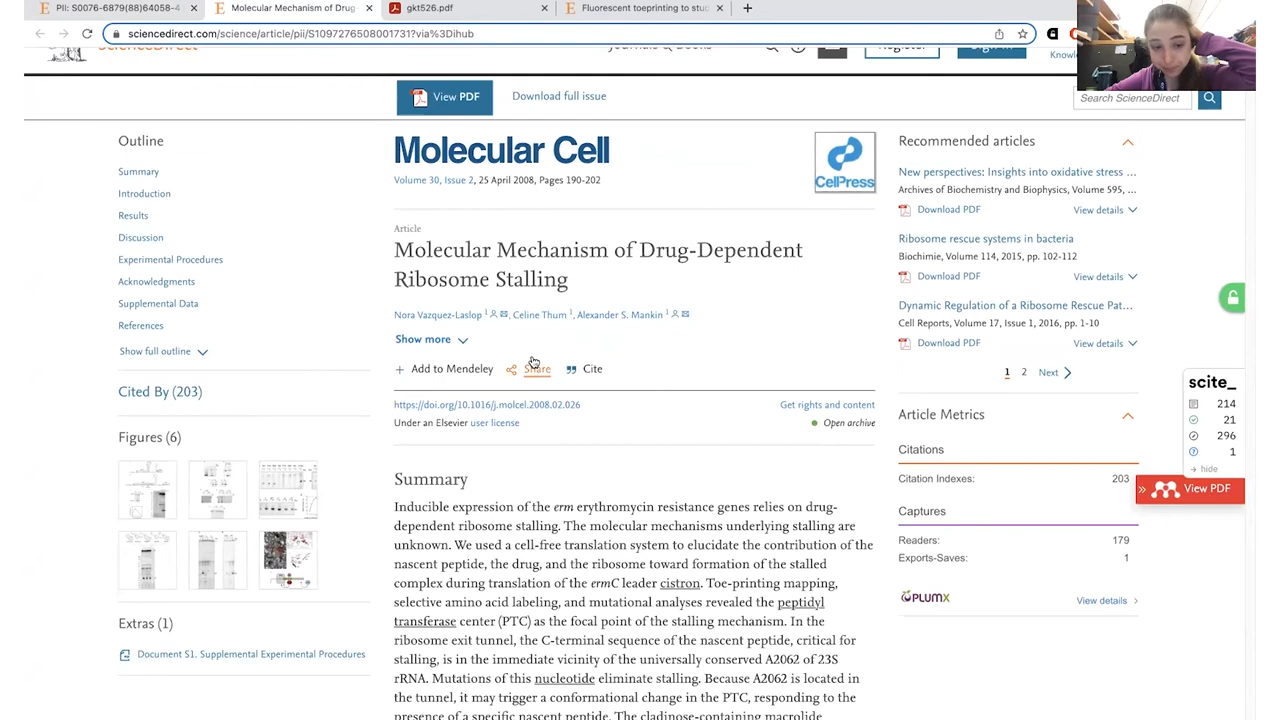 PII: S0076-6879(88)64058-4
Molecular Mechanism of Drug
gkt526.pdf
Fluorescent toeprinting to stu
sciencedirect.com/science/article/pii/S1097276508001731?via%3Dihub
ScienceDirect
Journals & Books
Register
Sign in
Knowle
View PDF
Download full issue
Search ScienceDirect
Outline
Summary
Introduction
Results
Discussion
Experimental Procedures
Acknowledgments
Supplemental Data
References
Show full outline
Cited By (203)
Figures (6)
Extras (1)
Document S1. Supplemental Experimental Procedures
Molecular Cell
CelPress
Volume 30, Issue 2, 25 April 2008, Pages 190-202
Article
Molecular Mechanism of Drug-Dependent
Ribosome Stalling
Nora Vazquez-Laslop 1, Celine Thum 1, Alexander S. Mankin 1
Show more
Add to Mendeley Share Cite
https://doi.org/10.1016/j.molcel.2008.02.026
Get rights and content
Under an Elsevier user license
Open archive
Summary
Inducible expression of the erm erythromycin resistance genes relies on drug-
dependent ribosome stalling. The molecular mechanisms underlying stalling are
unknown. We used a cell-free translation system to elucidate the contribution of the
nascent peptide, the drug, and the ribosome toward formation of the stalled
complex during translation of the ermC leader cistron. Toe-printing mapping,
selective amino acid labeling, and mutational analyses revealed the peptidyl
transferase center (PTC) as the focal point of the stalling mechanism. In the
ribosome exit tunnel, the C-terminal sequence of the nascent peptide, critical for
stalling, is in the immediate vicinity of the universally conserved A2062 of 23S
rRNA. Mutations of this nucleotide eliminate stalling. Because A2062 is located in
the tunnel, it may trigger a conformational change in the PTC, responding to the
presence of a specific nascent peptide. The cladinose-containing macrolide
Recommended articles
New perspectives: Insights into oxidative stress ...
Archives of Biochemistry and Biophysics, Volume 595, ...
Download PDF View details
Ribosome rescue systems in bacteria
Biochimie, Volume 114, 2015, pp. 102-112
Download PDF View details
Dynamic Regulation of a Ribosome Rescue Pat...
Cell Reports, Volume 17, Issue 1, 2016, pp. 1-10
Download PDF View details
1 2 Next
Article Metrics
Citations
Citation Indexes: 203
Captures
Readers: 179
Exports-Saves: 1
PLUMX
View details
scite_
214
21
296
1
hide
View PDF